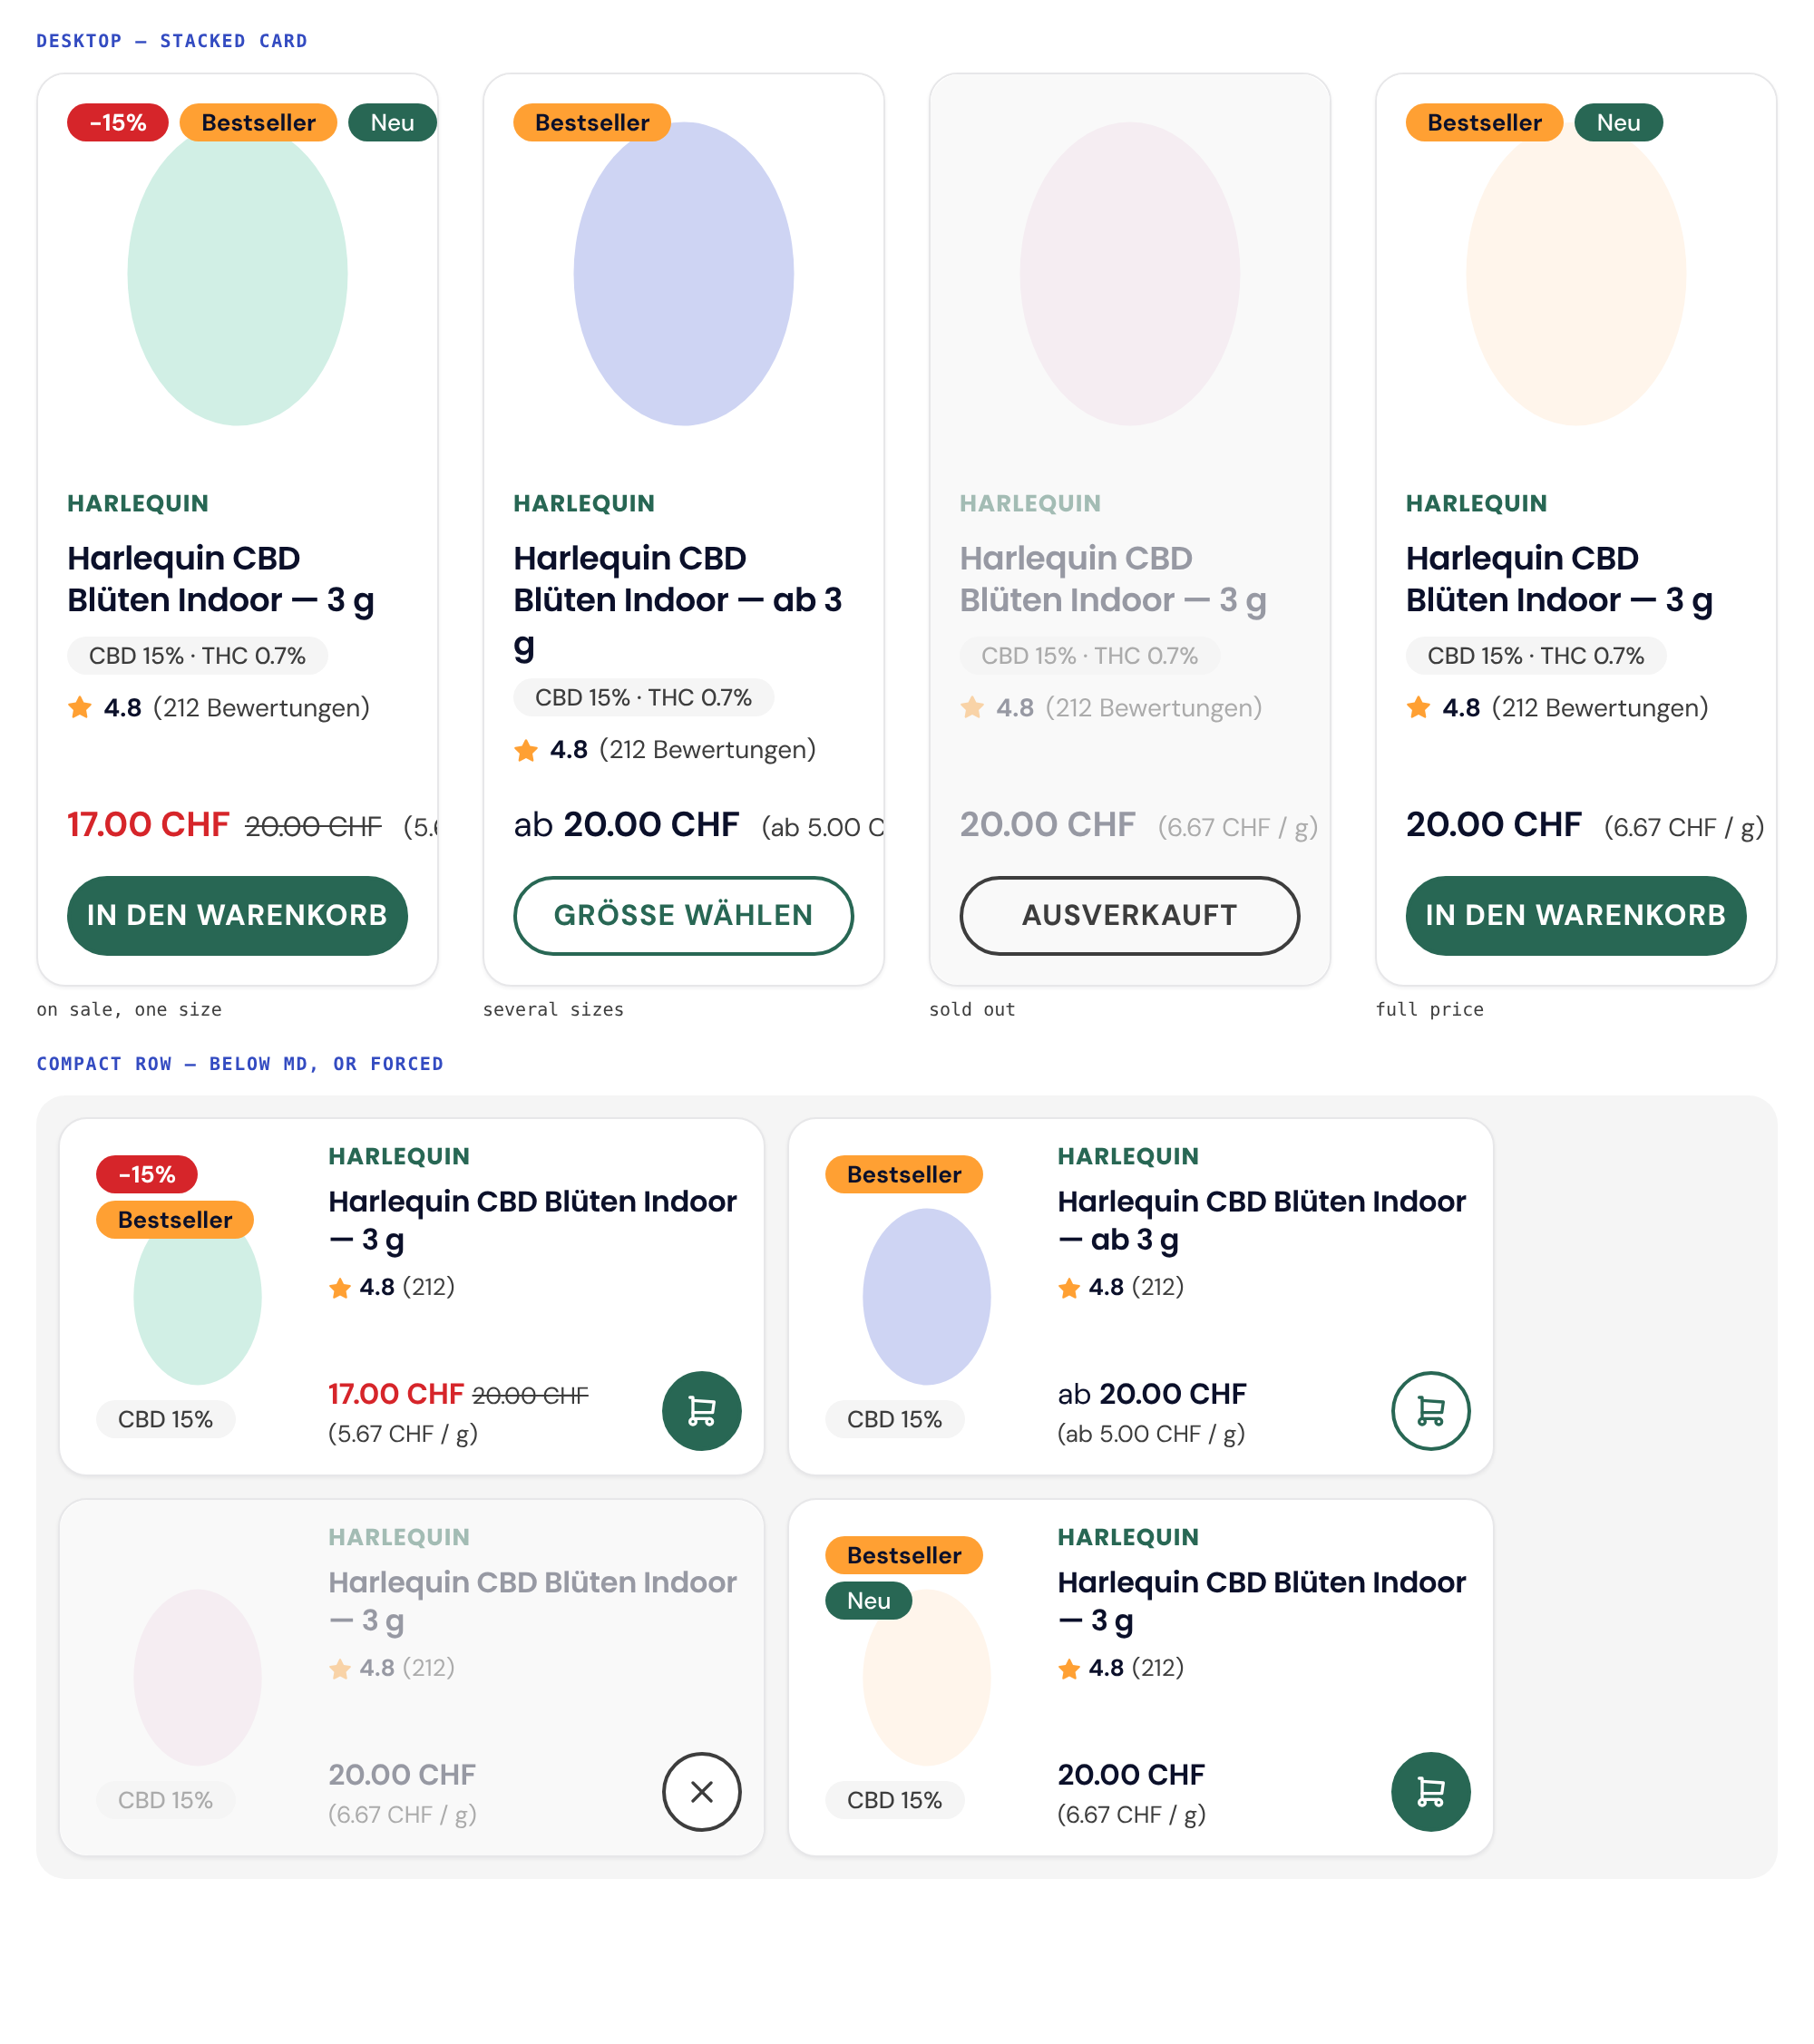 DESKTOP — STACKED CARD
-15% Bestseller Neu
HARLEQUIN
Harlequin CBD
Blüten Indoor — 3 g
CBD 15% · THC 0.7%
4.8 (212 Bewertungen)
17.00 CHF 20.00 CHF (5.6
IN DEN WARENKORB
on sale, one size
Bestseller
HARLEQUIN
Harlequin CBD
Blüten Indoor — ab 3
g
CBD 15% · THC 0.7%
4.8 (212 Bewertungen)
ab 20.00 CHF (ab 5.00 C
GRÖSSE WÄHLEN
several sizes
HARLEQUIN
Harlequin CBD
Blüten Indoor — 3 g
CBD 15% · THC 0.7%
4.8 (212 Bewertungen)
20.00 CHF (6.67 CHF / g)
AUSVERKAUFT
sold out
Bestseller Neu
HARLEQUIN
Harlequin CBD
Blüten Indoor — 3 g
CBD 15% · THC 0.7%
4.8 (212 Bewertungen)
20.00 CHF (6.67 CHF / g)
IN DEN WARENKORB
full price
COMPACT ROW — BELOW MD, OR FORCED
-15%
Bestseller
CBD 15%
HARLEQUIN
Harlequin CBD Blüten Indoor
— 3 g
4.8 (212)
17.00 CHF 20.00 CHF
(5.67 CHF / g)
Bestseller
CBD 15%
HARLEQUIN
Harlequin CBD Blüten Indoor
— ab 3 g
4.8 (212)
ab 20.00 CHF
(ab 5.00 CHF / g)
CBD 15%
HARLEQUIN
Harlequin CBD Blüten Indoor
— 3 g
4.8 (212)
20.00 CHF
(6.67 CHF / g)
Bestseller
Neu
CBD 15%
HARLEQUIN
Harlequin CBD Blüten Indoor
— 3 g
4.8 (212)
20.00 CHF
(6.67 CHF / g)